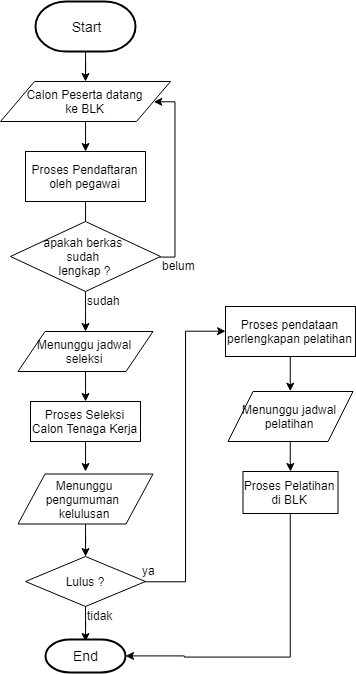 Start
Calon Peserta datang
ke BLK
Proses Pendaftaran
oleh pegawai
apakah berkas
sudah
lengkap ?
belum
sudah
Menunggu jadwal
seleksi
Proses Seleksi
Calon Tenaga Kerja
Menunggu
pengumuman
kelulusan
Lulus ?
ya
tidak
End
Proses pendataan
perlengkapan pelatihan
Menunggu jadwal
pelatihan
Proses Pelatihan
di BLK